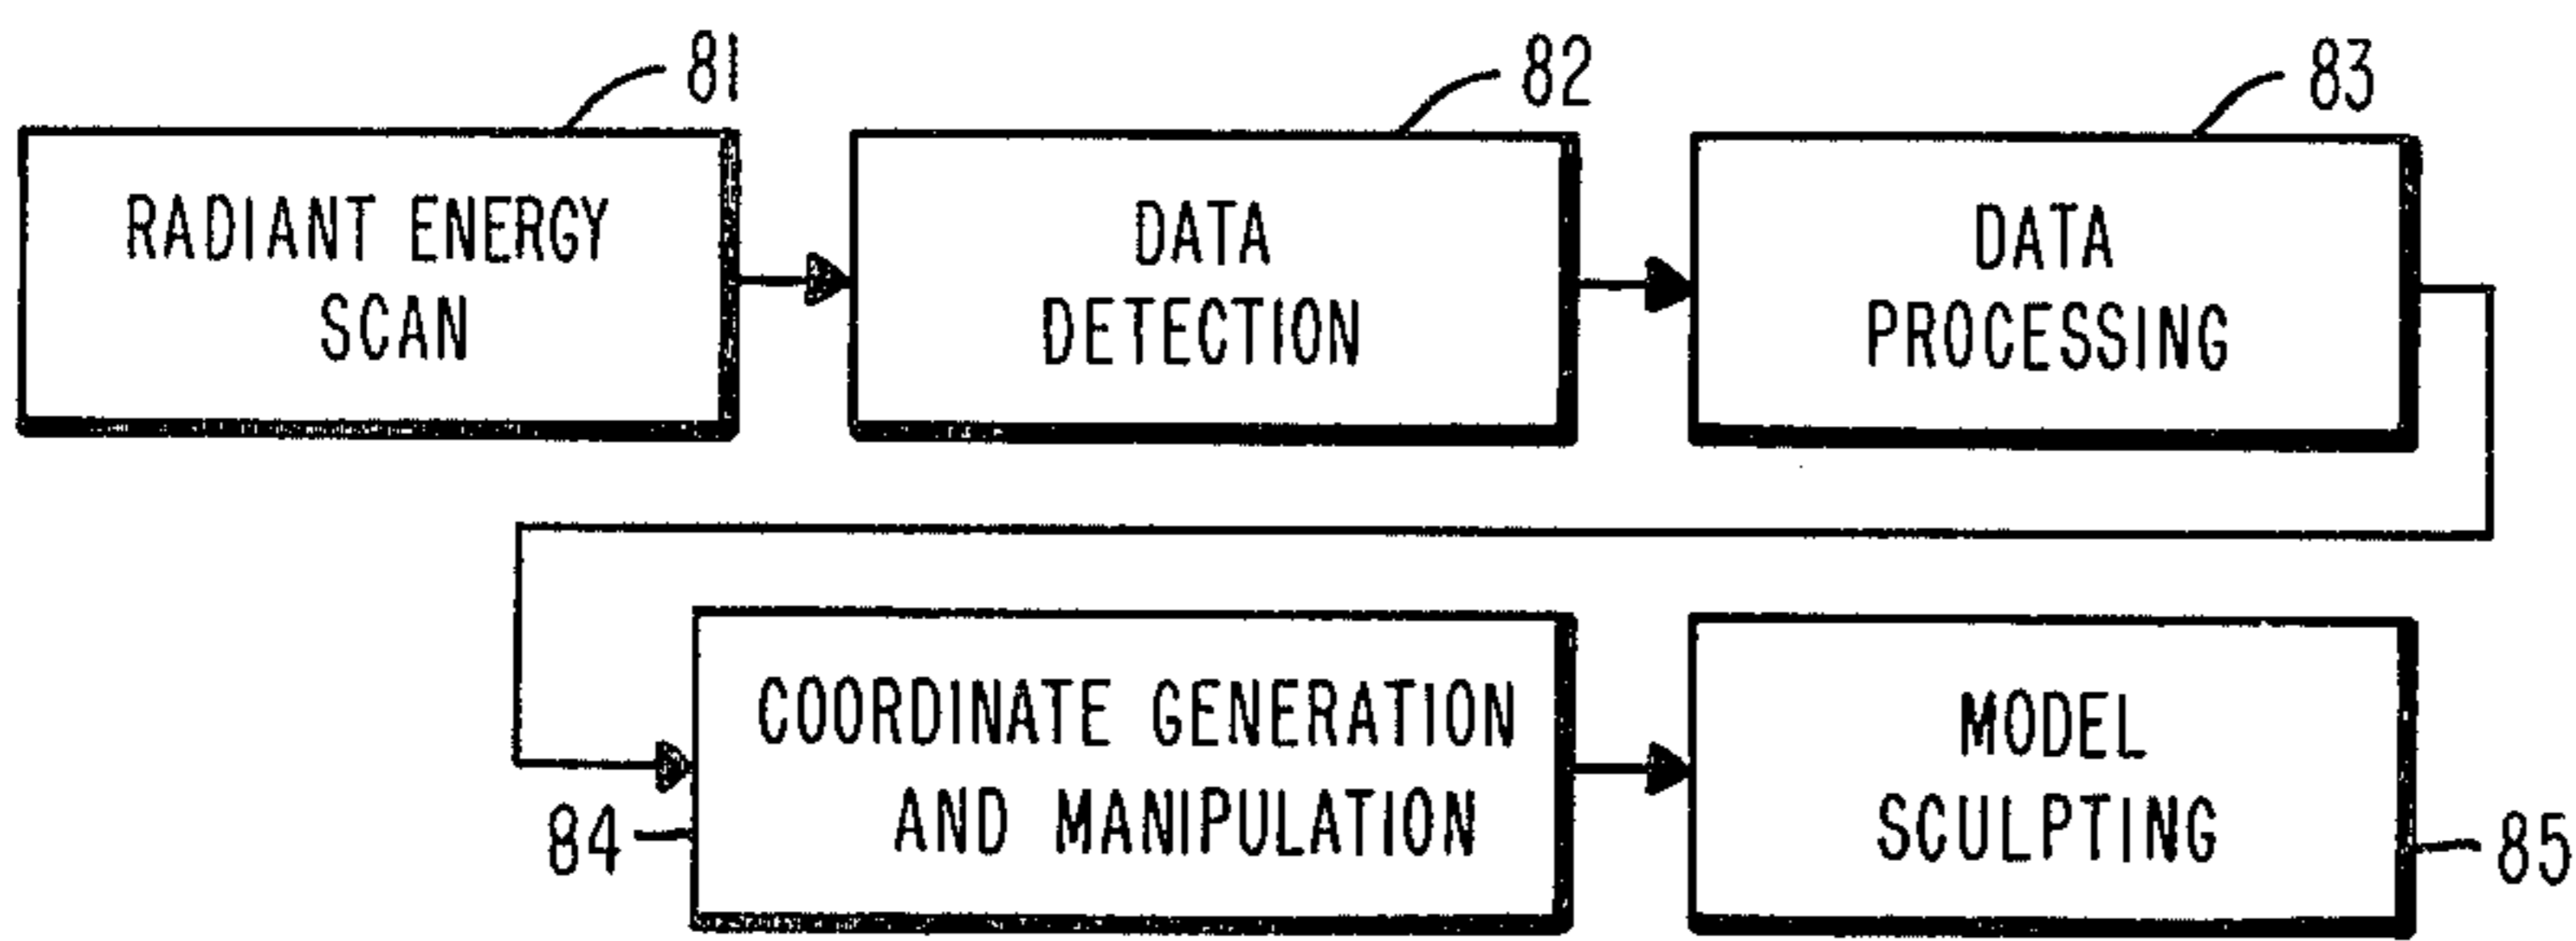 81
82
83
RADIANT ENERGY
SCAN
DATA
DETECTION
DATA
PROCESSING
COORDINATE GENERATION
AND MANIPULATION
84
MODEL
SCULPTING
85